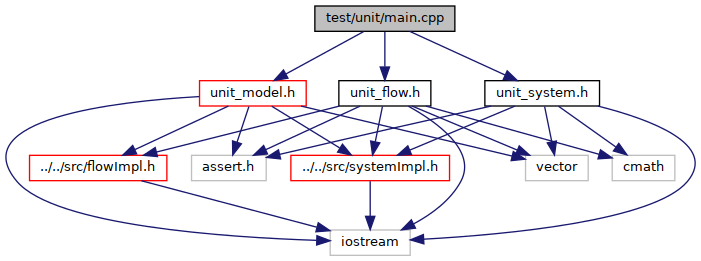 test/unit/main.cpp
unit_model.h
unit_flow.h
unit_system.h
../../src/flowImpl.h
assert.h
../../src/systemImpl.h
vector
cmath
iostream